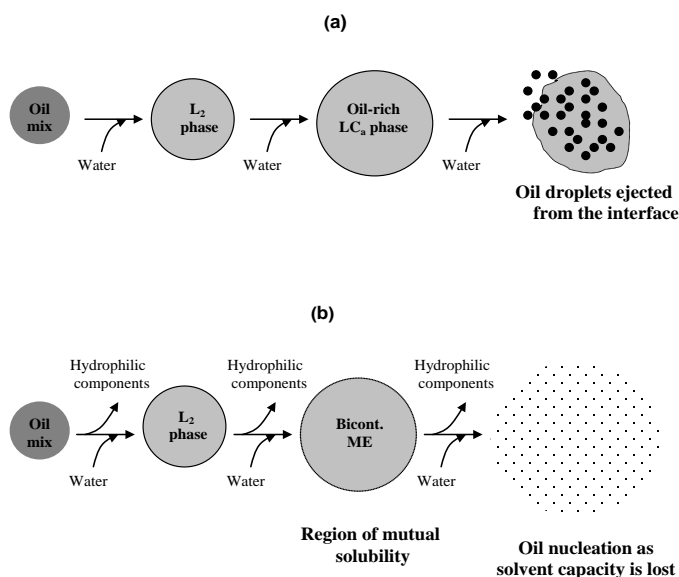 (a)
Oil
mix
L2
phase
Oil-rich
LCa phase
Water
Water
Water
Oil droplets ejected
from the interface
(b)
Hydrophilic
components
Hydrophilic
components
Hydrophilic
components
Oil
mix
L2
phase
Bicont.
ME
Water
Water
Water
Region of mutual
solubility
Oil nucleation as
solvent capacity is lost